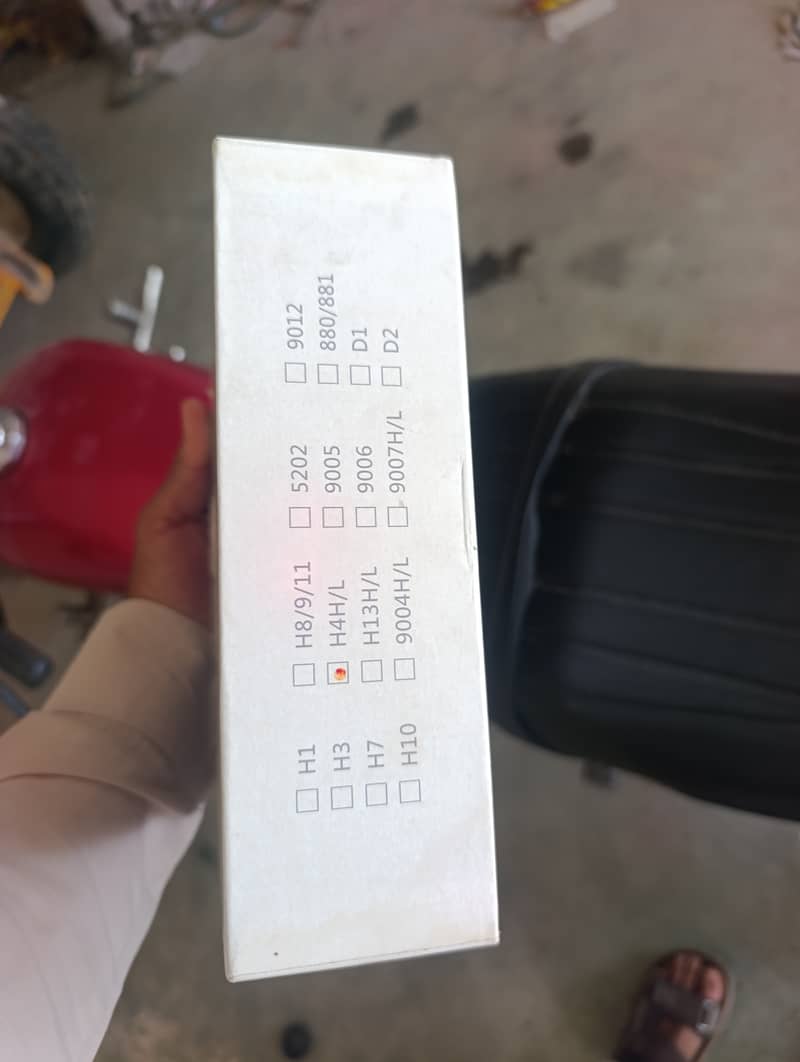 ☐ H1 ☐ H8/9/11 ☐ 5202 ☐ 9012
☐ H3 ☑ H4H/L ☐ 9005 ☐ 880/881
☐ H7 ☐ H13H/L ☐ 9006 ☐ D1
☐ H10 ☐ 9004H/L ☐ 9007H/L ☐ D2